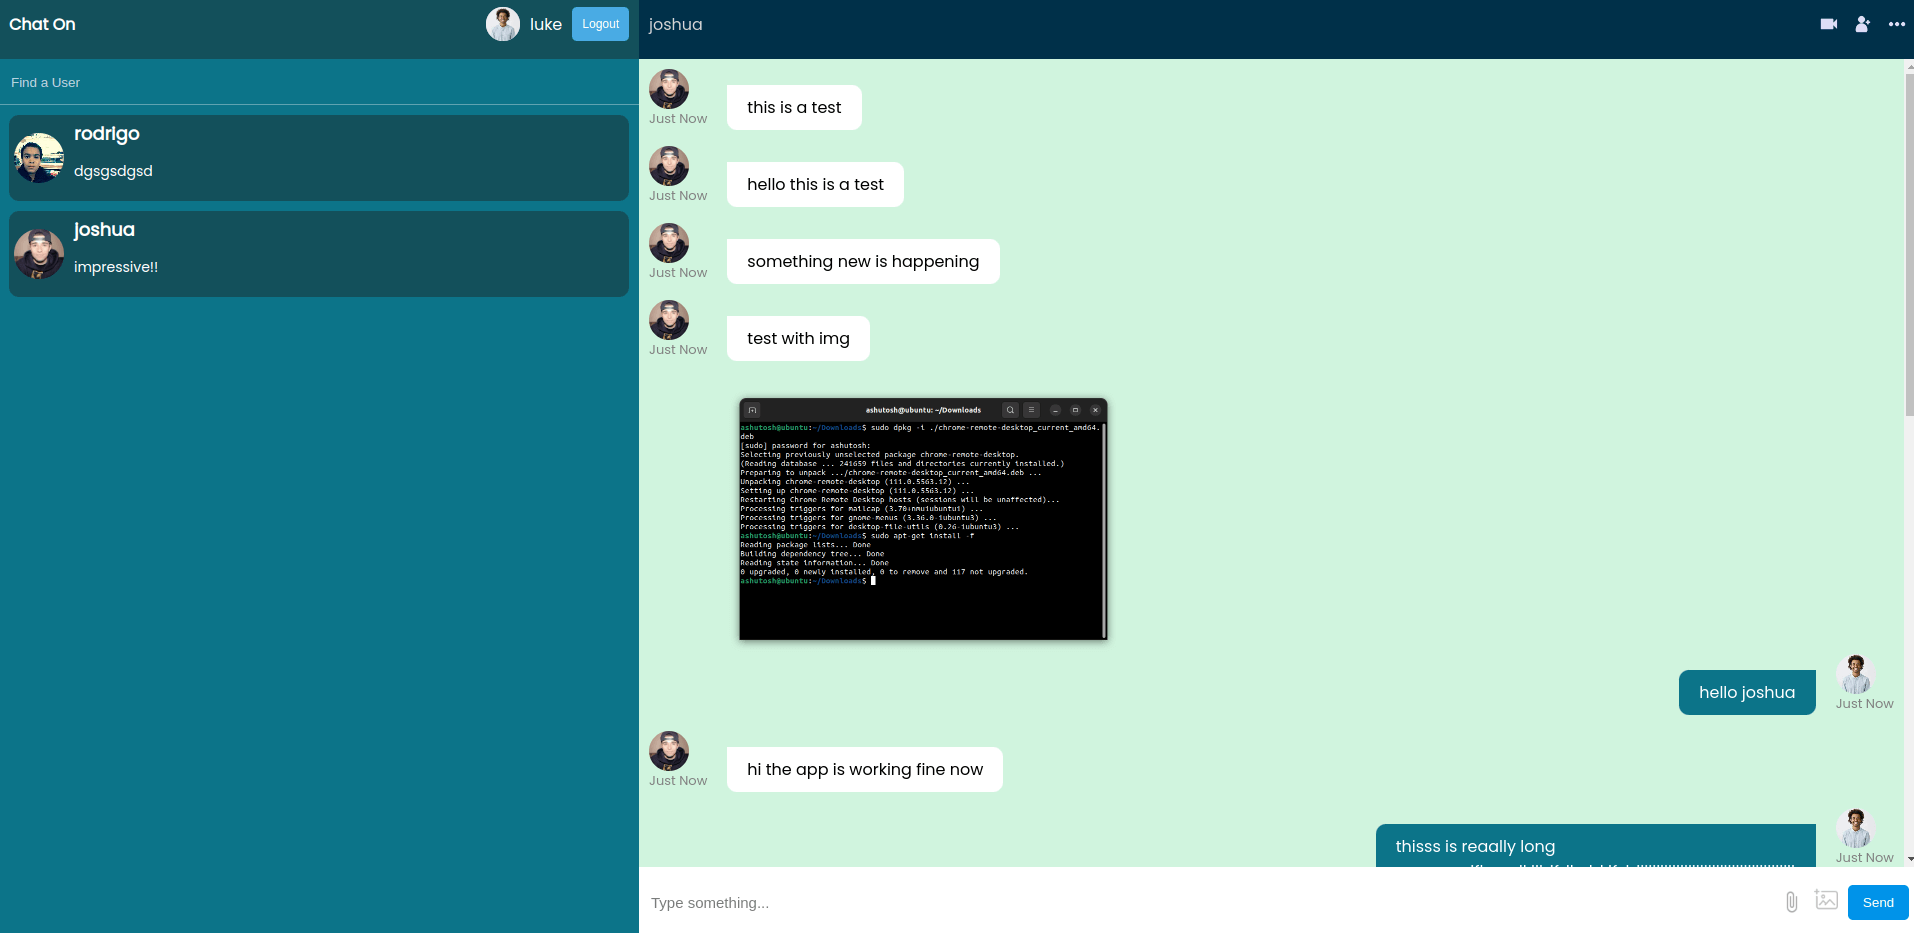 Chat On
luke
Logout
joshua
Find a User
rodrigo
dgsgsdgsd
joshua
impressive!!
this is a test
Just Now
hello this is a test
Just Now
something new is happening
Just Now
test with img
Just Now
ashutosh@ubuntu: ~/Downloads
ashutosh@ubuntu:~/Downloads$ sudo dpkg -i ./chrome-remote-desktop_current_amd64.
deb
[sudo] password for ashutosh:
Selecting previously unselected package chrome-remote-desktop.
(Reading database ... 241659 files and directories currently installed.)
Preparing to unpack .../chrome-remote-desktop_current_amd64.deb ...
Unpacking chrome-remote-desktop (111.0.5563.12) ...
Setting up chrome-remote-desktop (111.0.5563.12) ...
Restarting Chrome Remote Desktop hosts (sessions will be unaffected)...
Processing triggers for mailcap (3.70+nmu1ubuntu1) ...
Processing triggers for gnome-menus (3.36.0-1ubuntu3) ...
Processing triggers for desktop-file-utils (0.26-1ubuntu3) ...
ashutosh@ubuntu:~/Downloads$ sudo apt-get install -f
Reading package lists... Done
Building dependency tree... Done
Reading state information... Done
0 upgraded, 0 newly installed, 0 to remove and 117 not upgraded.
ashutosh@ubuntu:~/Downloads$
hello joshua
Just Now
hi the app is working fine now
Just Now
thisss is reaally long
Just Now
Type something...
Send